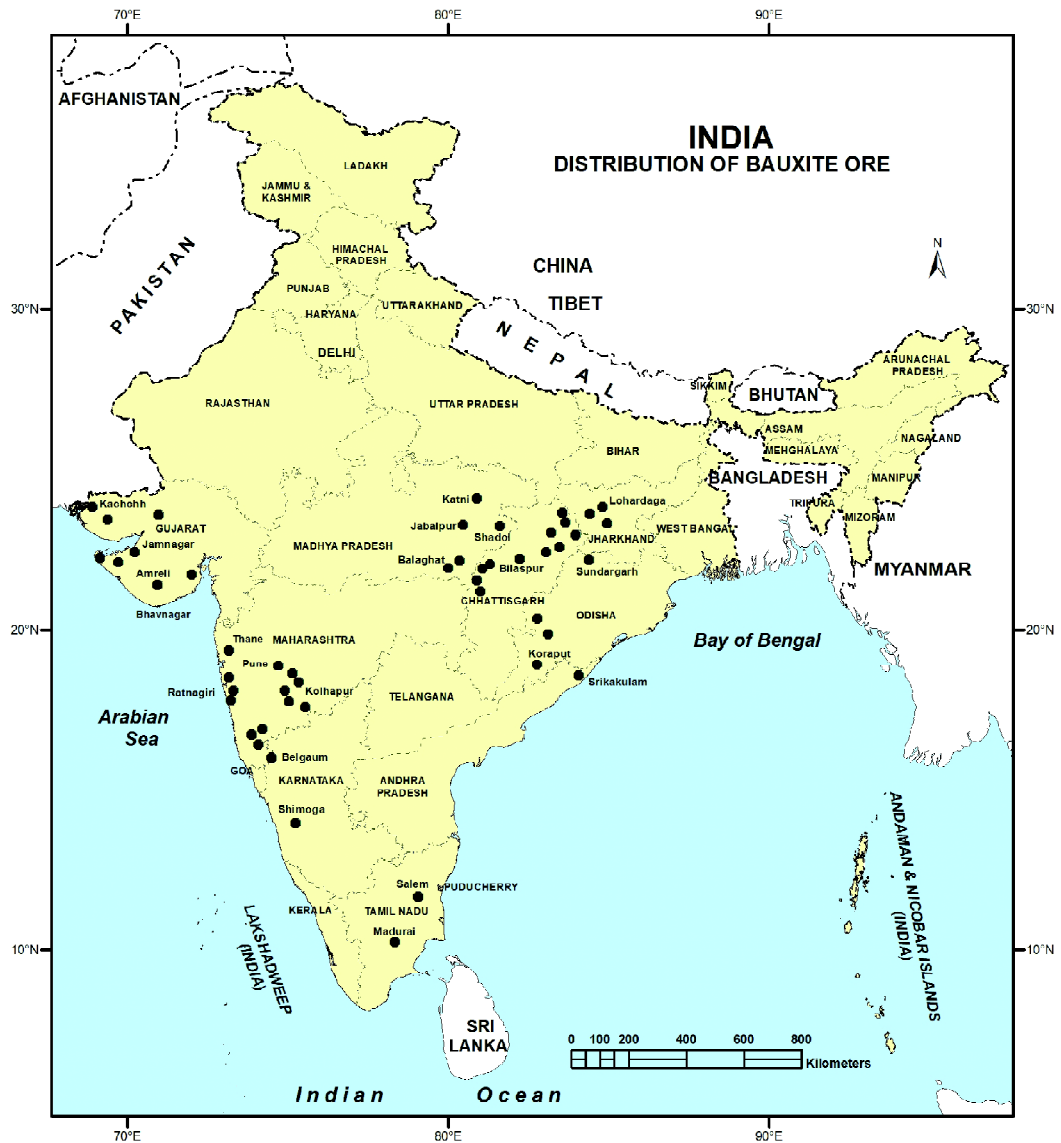 70°E
80°E
90°E
AFGHANISTAN
INDIA
DISTRIBUTION OF BAUXITE ORE
LADAKH
JAMMU &
KASHMIR
N
HIMACHAL
PRADESH
CHINA
TIBET
PAKISTAN
PUNJAB
UTTARAKHAND
HARYANA
30°N
30°N
NEPAL
DELHI
ARUNACHAL
PRADESH
SIKKIM
BHUTAN
RAJASTHAN
UTTAR PRADESH
ASSAM
NAGALAND
BIHAR
MEHGHALAYA
BANGLADESH
MANIPUR
Kachohh
Katni
Lohardaga
TRIPURA
MIZORAM
GUJARAT
Jabalpur
Shadol
WEST BANGAL
JHARKHAND
Jamnagar
MADHYA PRADESH
Balaghat
Bilaspur
Sundargarh
MYANMAR
Amreli
CHHATTISGARH
Bhavnagar
ODISHA
20°N
20°N
Thane
MAHARASHTRA
Bay of Bengal
Pune
Koraput
Srikakulam
Ratnagiri
Kolhapur
TELANGANA
Arabian
Sea
Belgaum
GOA
KARNATAKA
ANDHRA
PRADESH
Shimoga
ANDAMAN & NICOBAR ISLANDS
(INDIA)
Salem
PUDUCHERRY
KERALA
TAMIL NADU
LAKSHADWEEP
(INDIA)
Madurai
10°N
10°N
SRI
LANKA
0 100 200 400 600 800
Kilometers
Indian Ocean
70°E
80°E
90°E